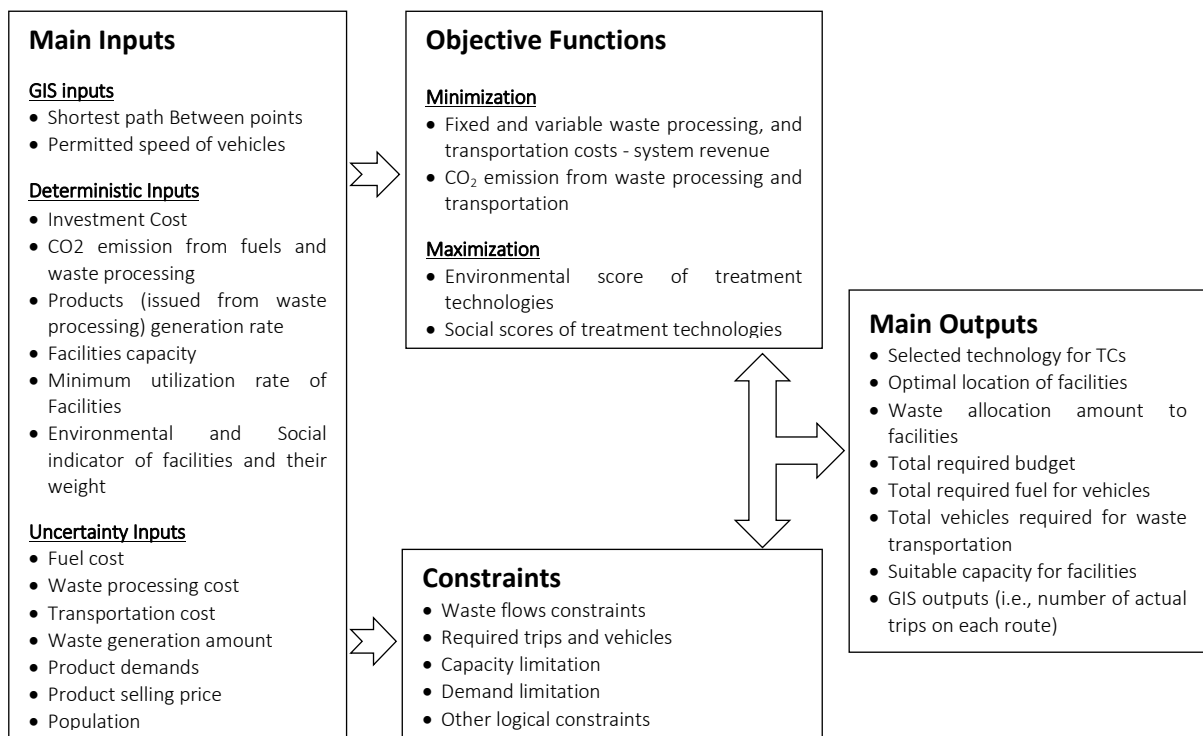 Main Inputs
GIS inputs
• Shortest path Between points
• Permitted speed of vehicles
Deterministic Inputs
• Investment Cost
• CO2 emission from fuels and
waste processing
• Products (issued from waste
processing) generation rate
• Facilities capacity
• Minimum utilization rate of
Facilities
• Environmental and Social
indicator of facilities and their
weight
Uncertainty Inputs
• Fuel cost
• Waste processing cost
• Transportation cost
• Waste generation amount
• Product demands
• Product selling price
• Population
Objective Functions
Minimization
• Fixed and variable waste processing, and
transportation costs - system revenue
• CO₂ emission from waste processing and
transportation
Maximization
• Environmental score of treatment
technologies
• Social scores of treatment technologies
Constraints
• Waste flows constraints
• Required trips and vehicles
• Capacity limitation
• Demand limitation
• Other logical constraints
Main Outputs
• Selected technology for TCs
• Optimal location of facilities
• Waste allocation amount to
facilities
• Total required budget
• Total required fuel for vehicles
• Total vehicles required for waste
transportation
• Suitable capacity for facilities
• GIS outputs (i.e., number of actual
trips on each route)